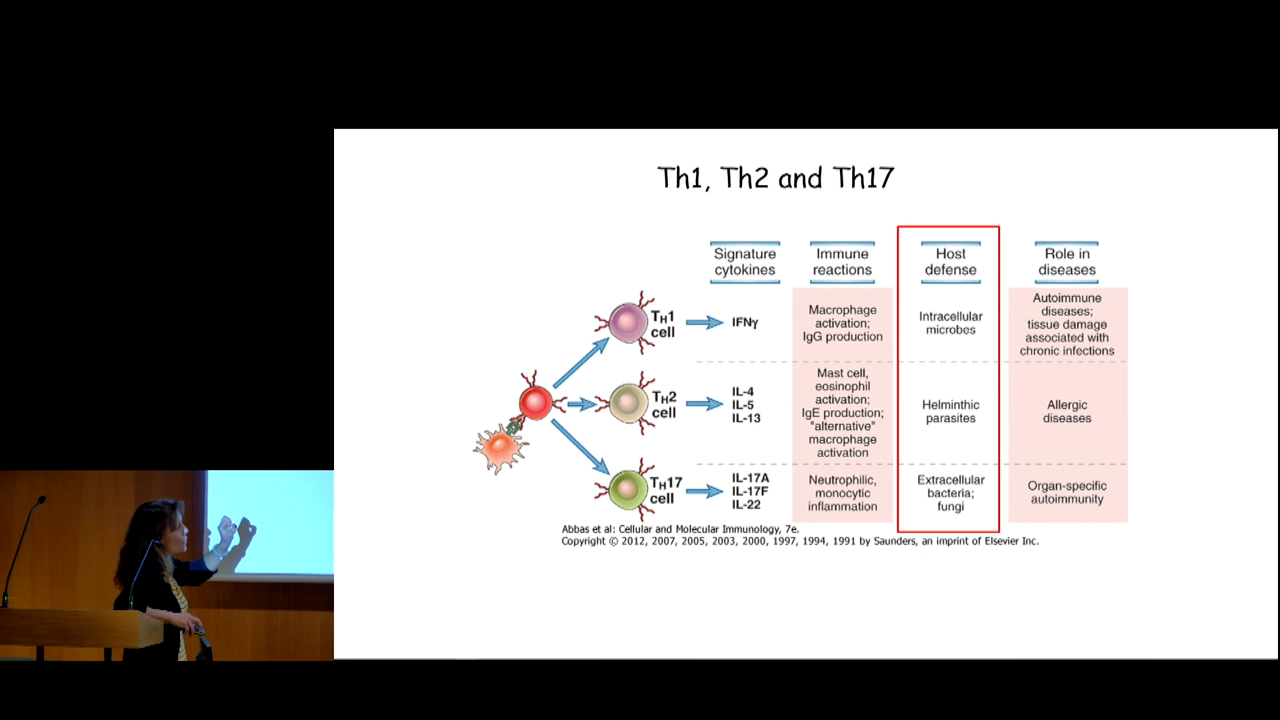 Th1, Th2 and Th17
Signature
cytokines
Immune
reactions
Host
defense
Role in
diseases
TH1
cell
IFNγ
Macrophage
activation;
IgG production
Intracellular
microbes
Autoimmune
diseases;
tissue damage
associated with
chronic infections
TH2
cell
IL-4
IL-5
IL-13
Mast cell,
eosinophil
activation;
IgE production;
"alternative"
macrophage
activation
Helminthic
parasites
Allergic
diseases
TH17
cell
IL-17A
IL-17F
IL-22
Neutrophilic,
monocytic
inflammation
Extracellular
bacteria;
fungi
Organ-specific
autoimmunity
Abbas et al: Cellular and Molecular Immunology, 7e.
Copyright © 2012, 2007, 2005, 2003, 2000, 1997, 1994, 1991 by Saunders, an imprint of Elsevier Inc.